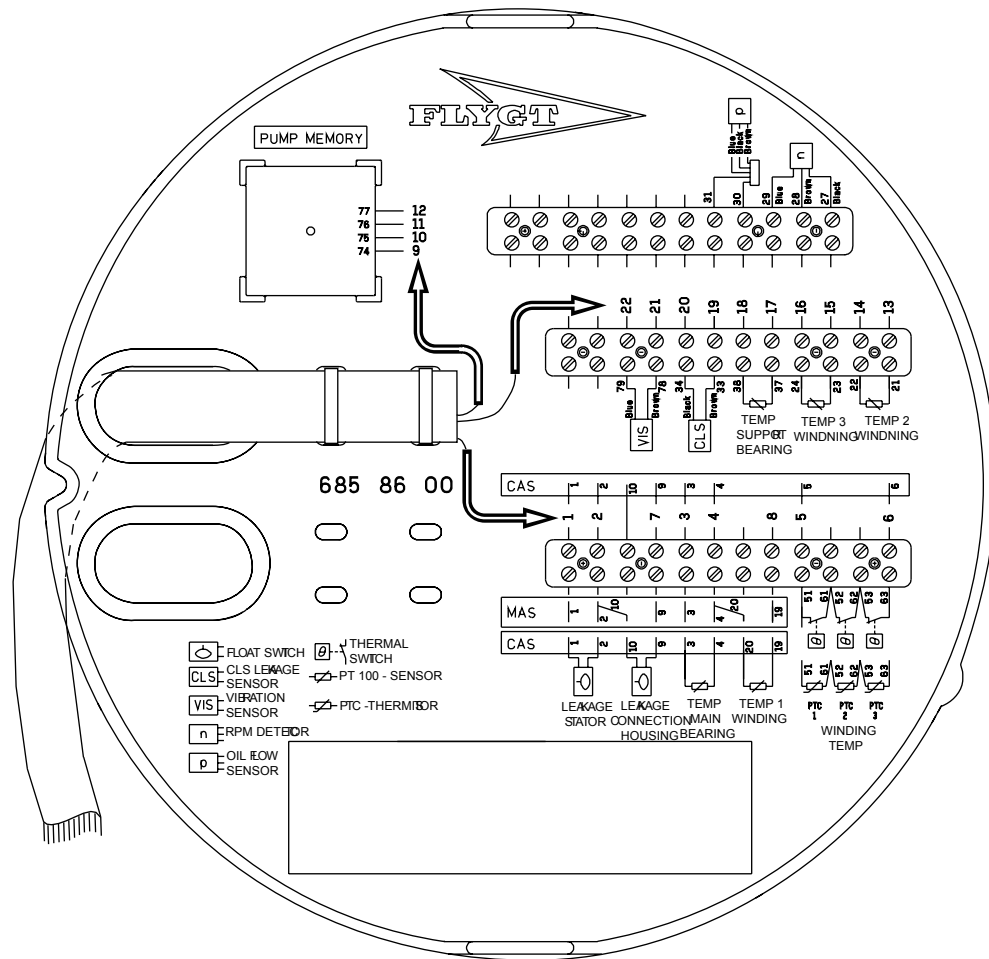 FLYGT
PUMP MEMORY
77 12
76 11
75 10
74 9
p
Blue
Black
Brown
n
31 30 29 28 27
Blue
Brown
Black
22 21 20 19 18 17 16 15 14 13
79 78 34 33 38 37 24 23 22 21
Blue
Brown
Black
Brown
VIS
CLS
TEMP
SUPPORT
BEARING
TEMP 3
WINDNING
TEMP 2
WINDNING
685 86 00
CAS 1 2 10 9 3 4 5 6
1 2 7 3 4 8 5 6
51 61 52 62 53 63
MAS 1 2 10 9 3 4 20 19
CAS 1 2 10 9 3 4 20 19
θ θ θ
51 61 52 62 53 83
LEAKAGE
STATOR
LEAKAGE
CONNECTION
HOUSING
TEMP
MAIN
BEARING
TEMP 1
WINDING
PTC
1
PTC
2
PTC
3
WINDING
TEMP
FLOAT SWITCH
CLS CLS LEKAGE
SENSOR
VIS VIBRATION
SENSOR
n RPM DETECTOR
p OIL FLOW
SENSOR
θ THERMAL
SWITCH
PT 100 - SENSOR
PTC -THERMISTOR